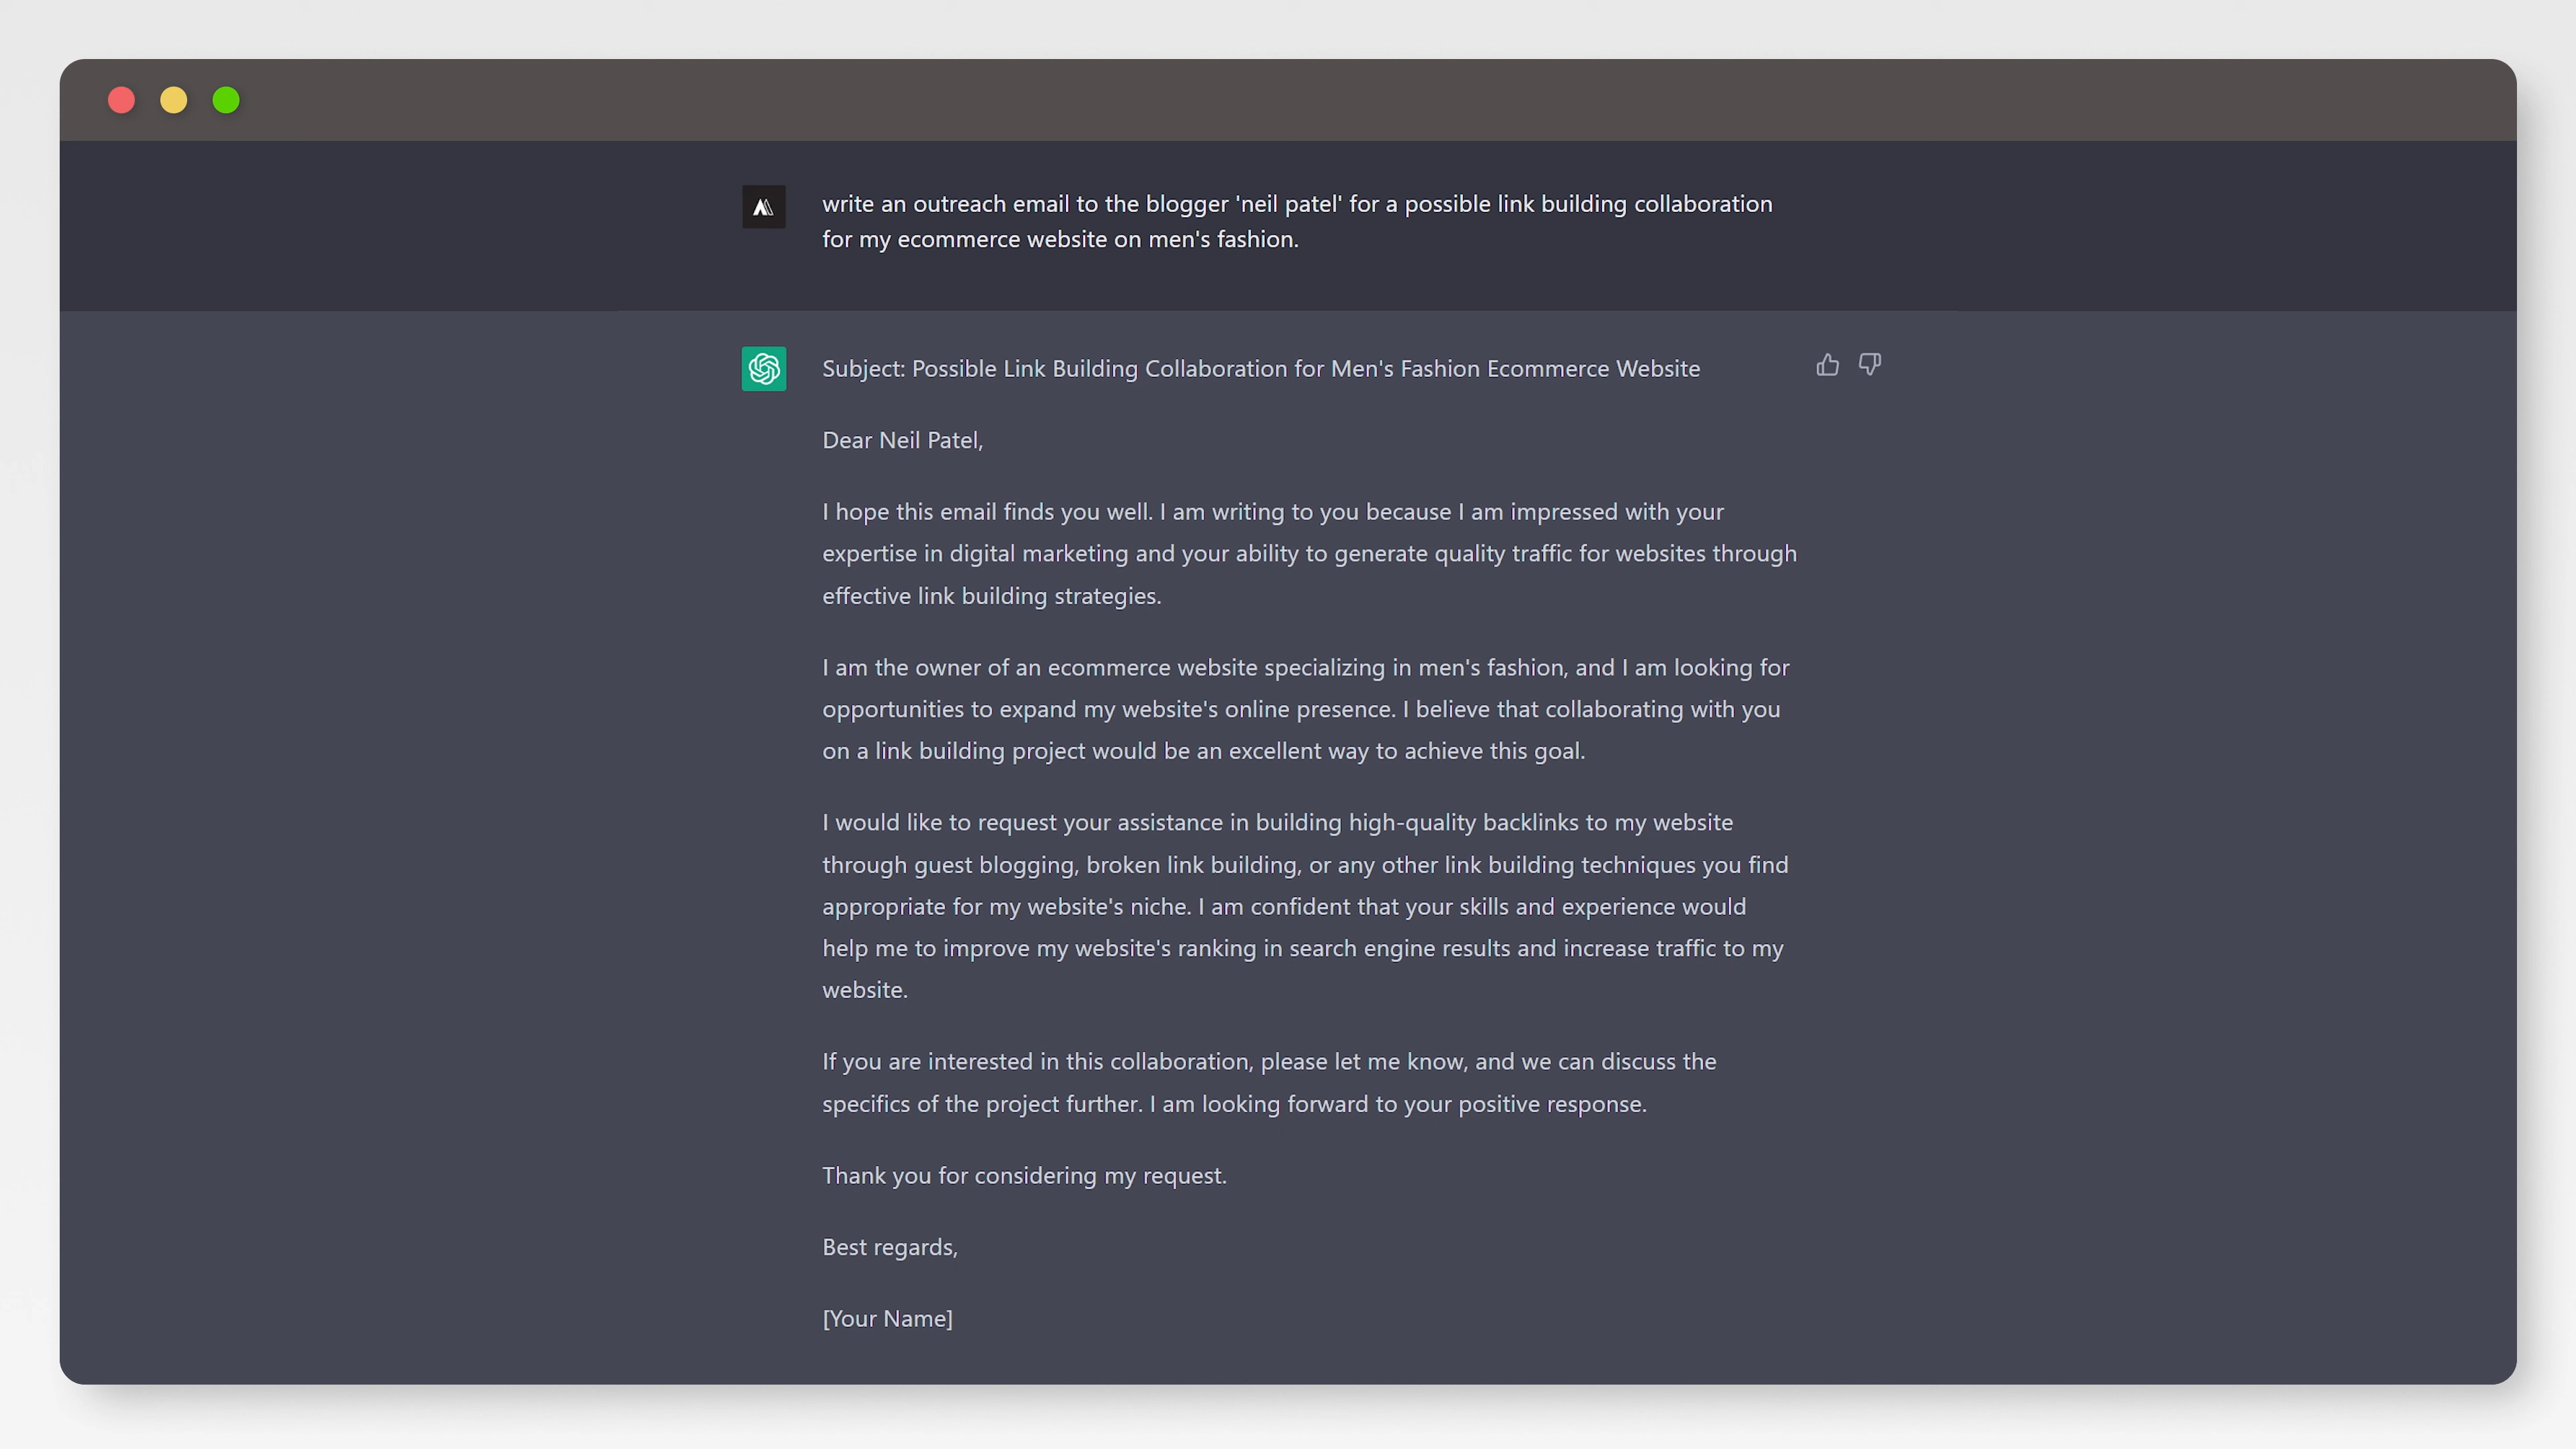 write an outreach email to the blogger 'neil patel' for a possible link building collaboration
for my ecommerce website on men's fashion.
Subject: Possible Link Building Collaboration for Men's Fashion Ecommerce Website
Dear Neil Patel,
I hope this email finds you well. I am writing to you because I am impressed with your
expertise in digital marketing and your ability to generate quality traffic for websites through
effective link building strategies.
I am the owner of an ecommerce website specializing in men's fashion, and I am looking for
opportunities to expand my website's online presence. I believe that collaborating with you
on a link building project would be an excellent way to achieve this goal.
I would like to request your assistance in building high-quality backlinks to my website
through guest blogging, broken link building, or any other link building techniques you find
appropriate for my website's niche. I am confident that your skills and experience would
help me to improve my website's ranking in search engine results and increase traffic to my
website.
If you are interested in this collaboration, please let me know, and we can discuss the
specifics of the project further. I am looking forward to your positive response.
Thank you for considering my request.
Best regards,
[Your Name]